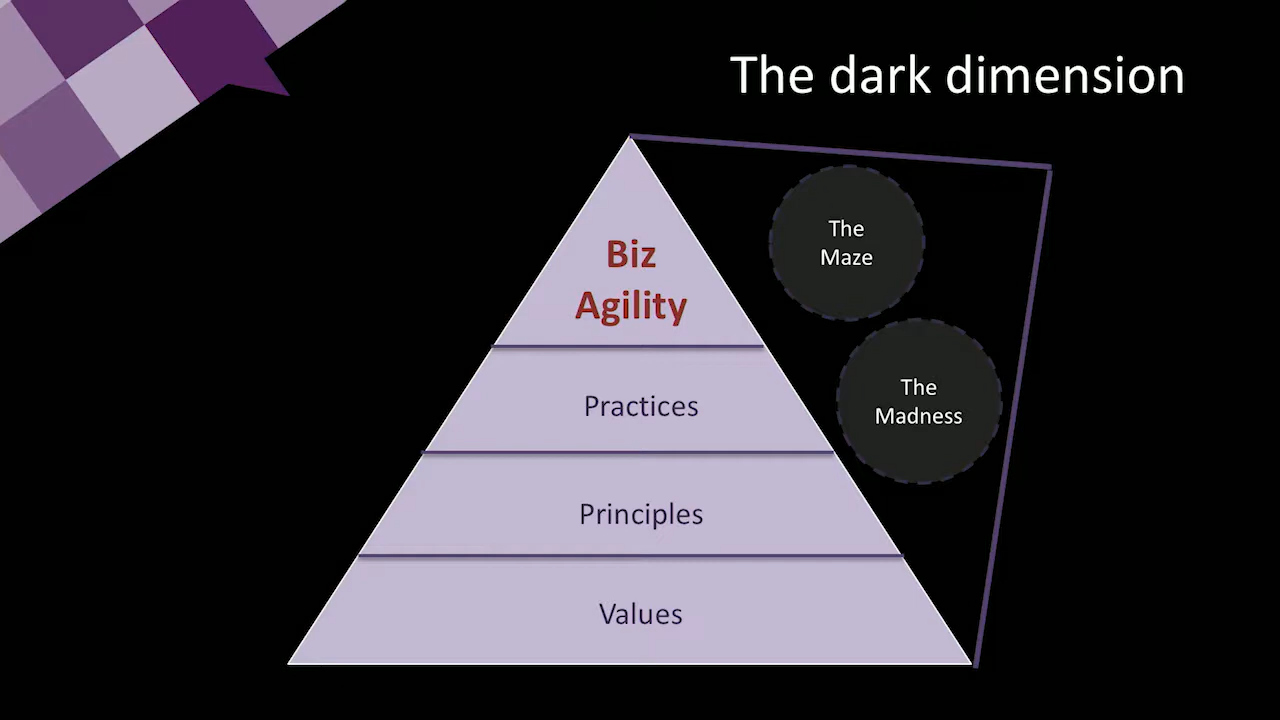 The dark dimension
Biz
Agility
Practices
Principles
Values
The
Maze
The
Madness